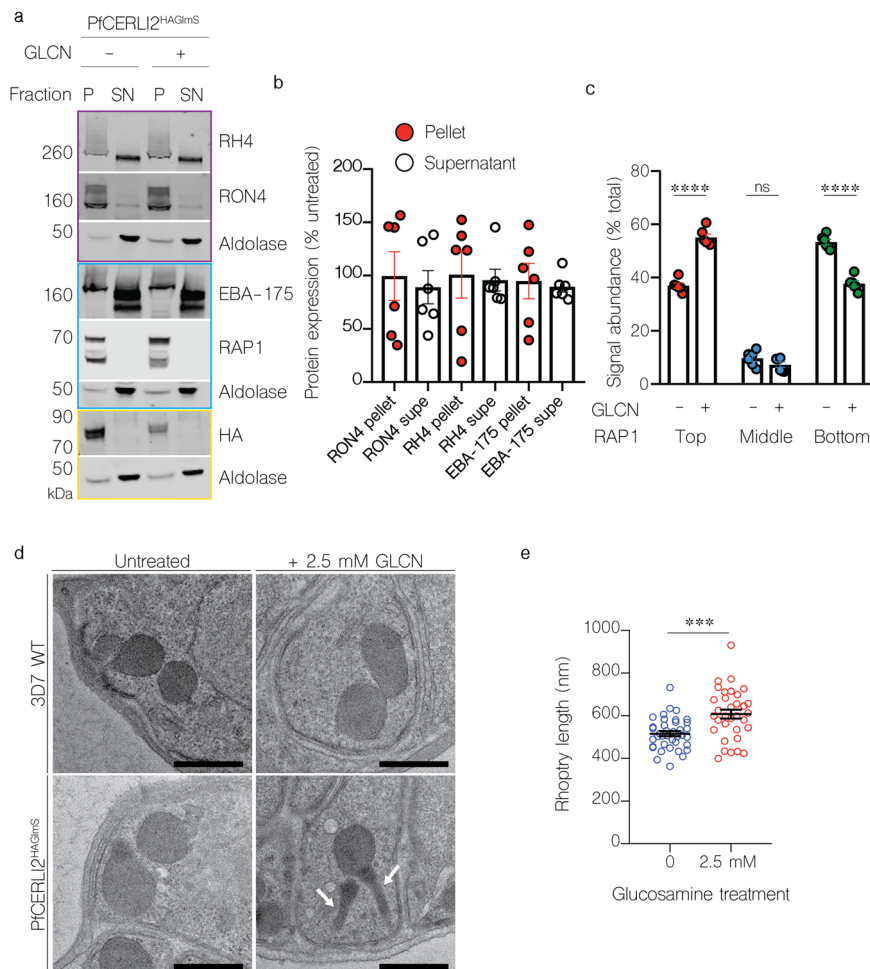 a
PfCERLI2HAGlmS
GLCN – +
Fraction P SN P SN
260 RH4
160 RON4
50 Aldolase
160 EBA-175
70 RAP1
50 Aldolase
90
70 HA
50 Aldolase
kDa
b
Pellet
Supernatant
Protein expression (% untreated)
200
150
100
50
0
RON4 pellet
RON4 supe
RH4 pellet
RH4 supe
EBA-175 pellet
EBA-175 supe
c
Signal abundance (% total)
80
60
40
20
0
**** ns ****
GLCN – + – + – +
RAP1 Top Middle Bottom
d
Untreated + 2.5 mM GLCN
3D7 WT
PfCERLI2HAGlmS
e
Rhoptry length (nm)
1000
800
600
400
200
0
***
0 2.5 mM
Glucosamine treatment